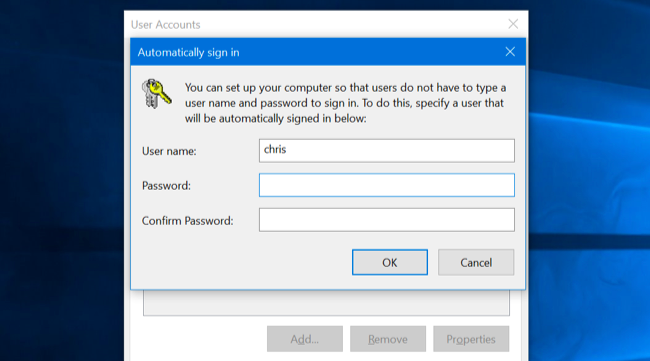 User Accounts
Automatically sign in
You can set up your computer so that users do not have to type a
user name and password to sign in. To do this, specify a user that
will be automatically signed in below:
User name:
chris
Password:
Confirm Password:
OK
Cancel
Add...
Remove
Properties